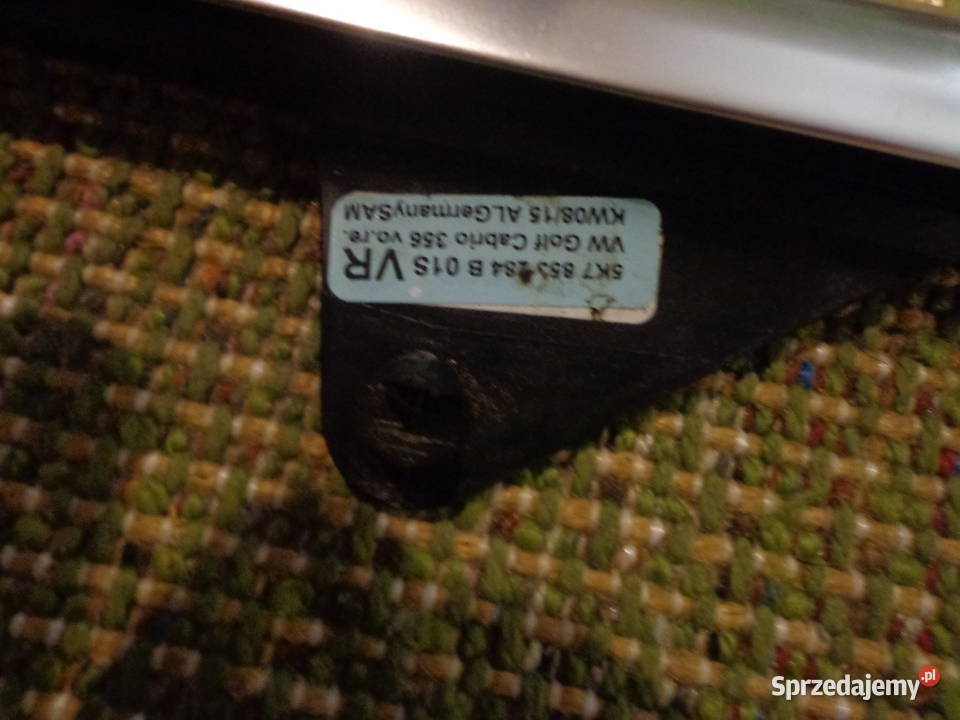 5K7 853 284 B 01S
VW Golf Cabrio 356 vo.re.
KW08/15 ALGermanySAM
VR
Sprzedajemy.pl